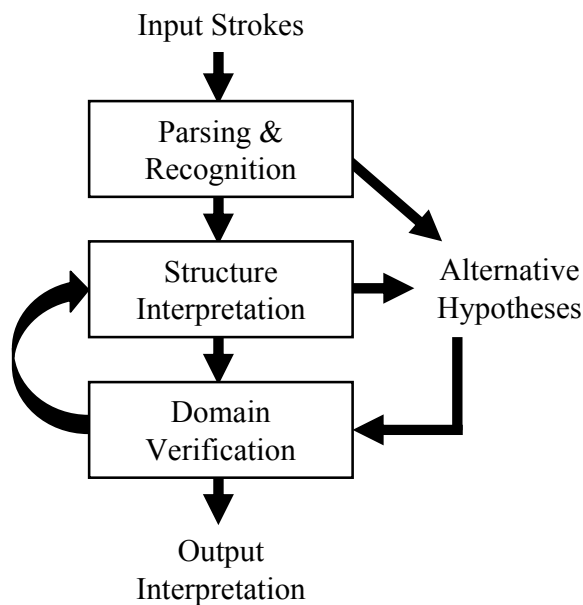 Input Strokes
Parsing &
Recognition
Structure
Interpretation
Alternative
Hypotheses
Domain
Verification
Output
Interpretation